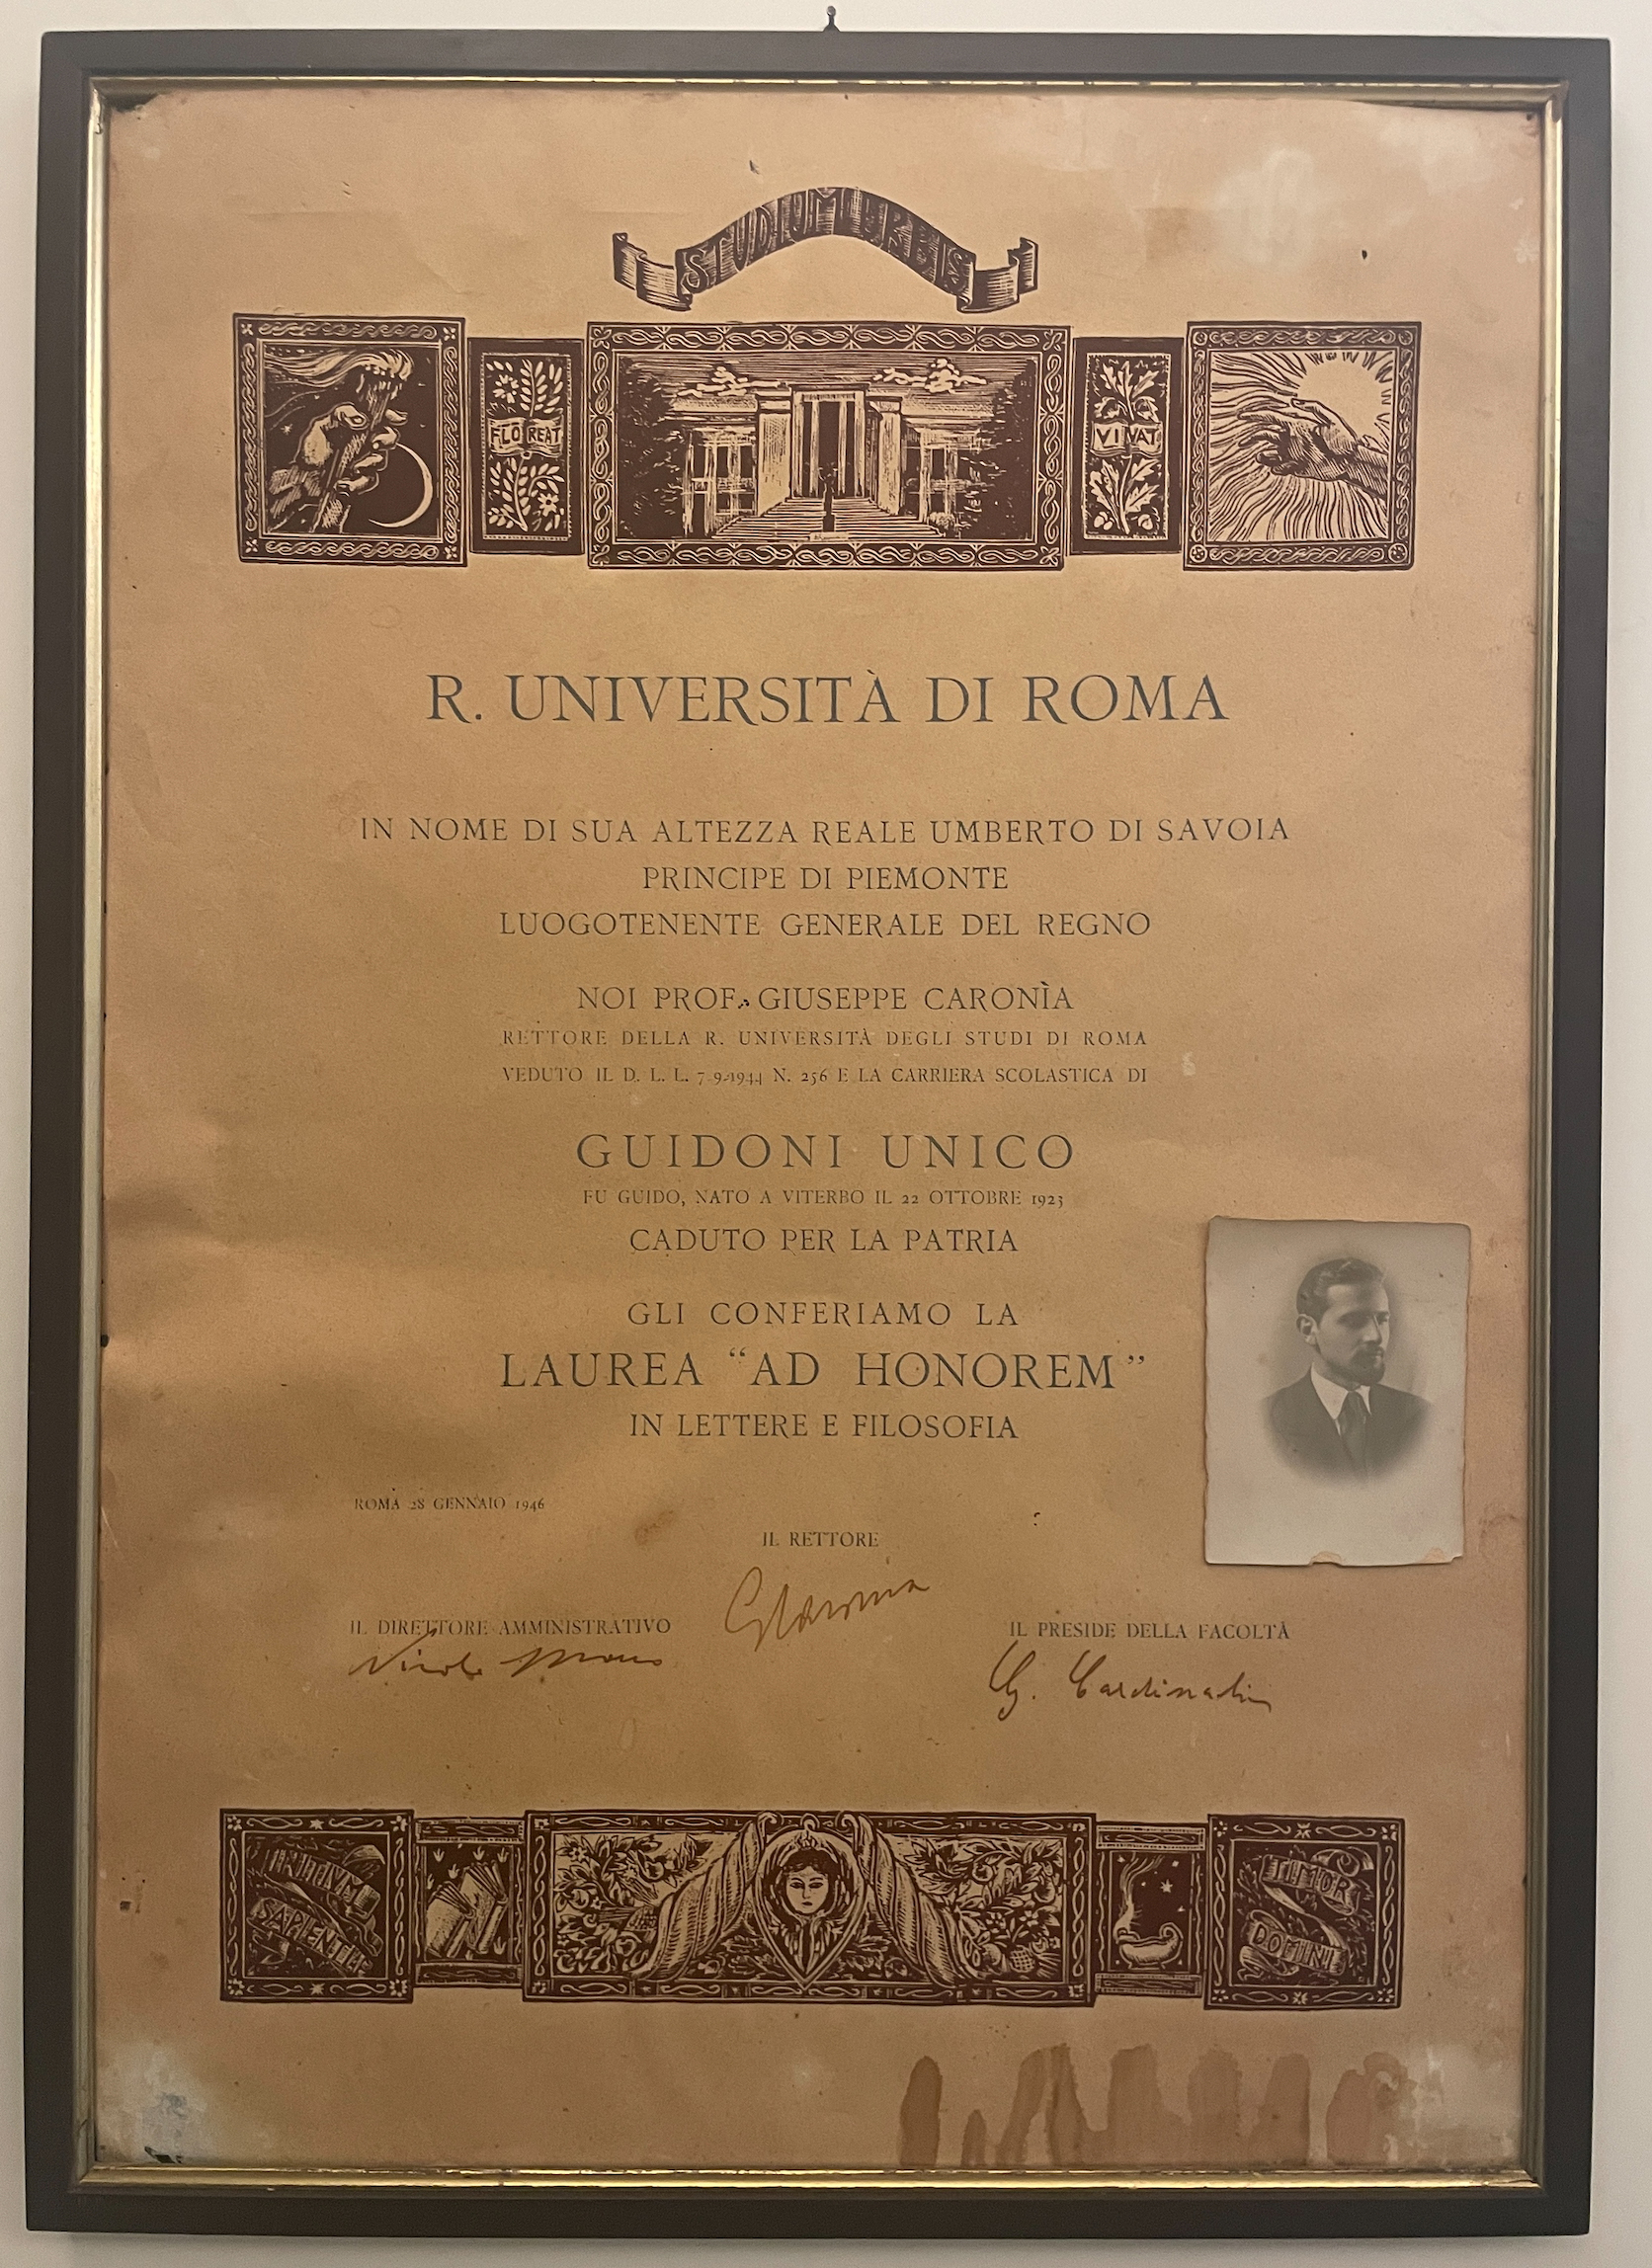 STUDIUM URBIS
FLOREAT
VIVAT
R. UNIVERSITÀ DI ROMA
IN NOME DI SUA ALTEZZA REALE UMBERTO DI SAVOIA
PRINCIPE DI PIEMONTE
LUOGOTENENTE GENERALE DEL REGNO
NOI PROF. GIUSEPPE CARONÌA
RETTORE DELLA R. UNIVERSITÀ DEGLI STUDI DI ROMA
VEDUTO IL D. L. L. 7-9-1944 N. 256 E LA CARRIERA SCOLASTICA DI
GUIDONI UNICO
FU GUIDO, NATO A VITERBO IL 22 OTTOBRE 1923
CADUTO PER LA PATRIA
GLI CONFERIAMO LA
LAUREA “AD HONOREM”
IN LETTERE E FILOSOFIA
ROMA 28 GENNAIO 1946
IL RETTORE
GCaronia
IL DIRETTORE AMMINISTRATIVO
IL PRESIDE DELLA FACOLTÀ
G. Cardinali
INITIVM
SAPIENTIE
TIMOR
DOMINI